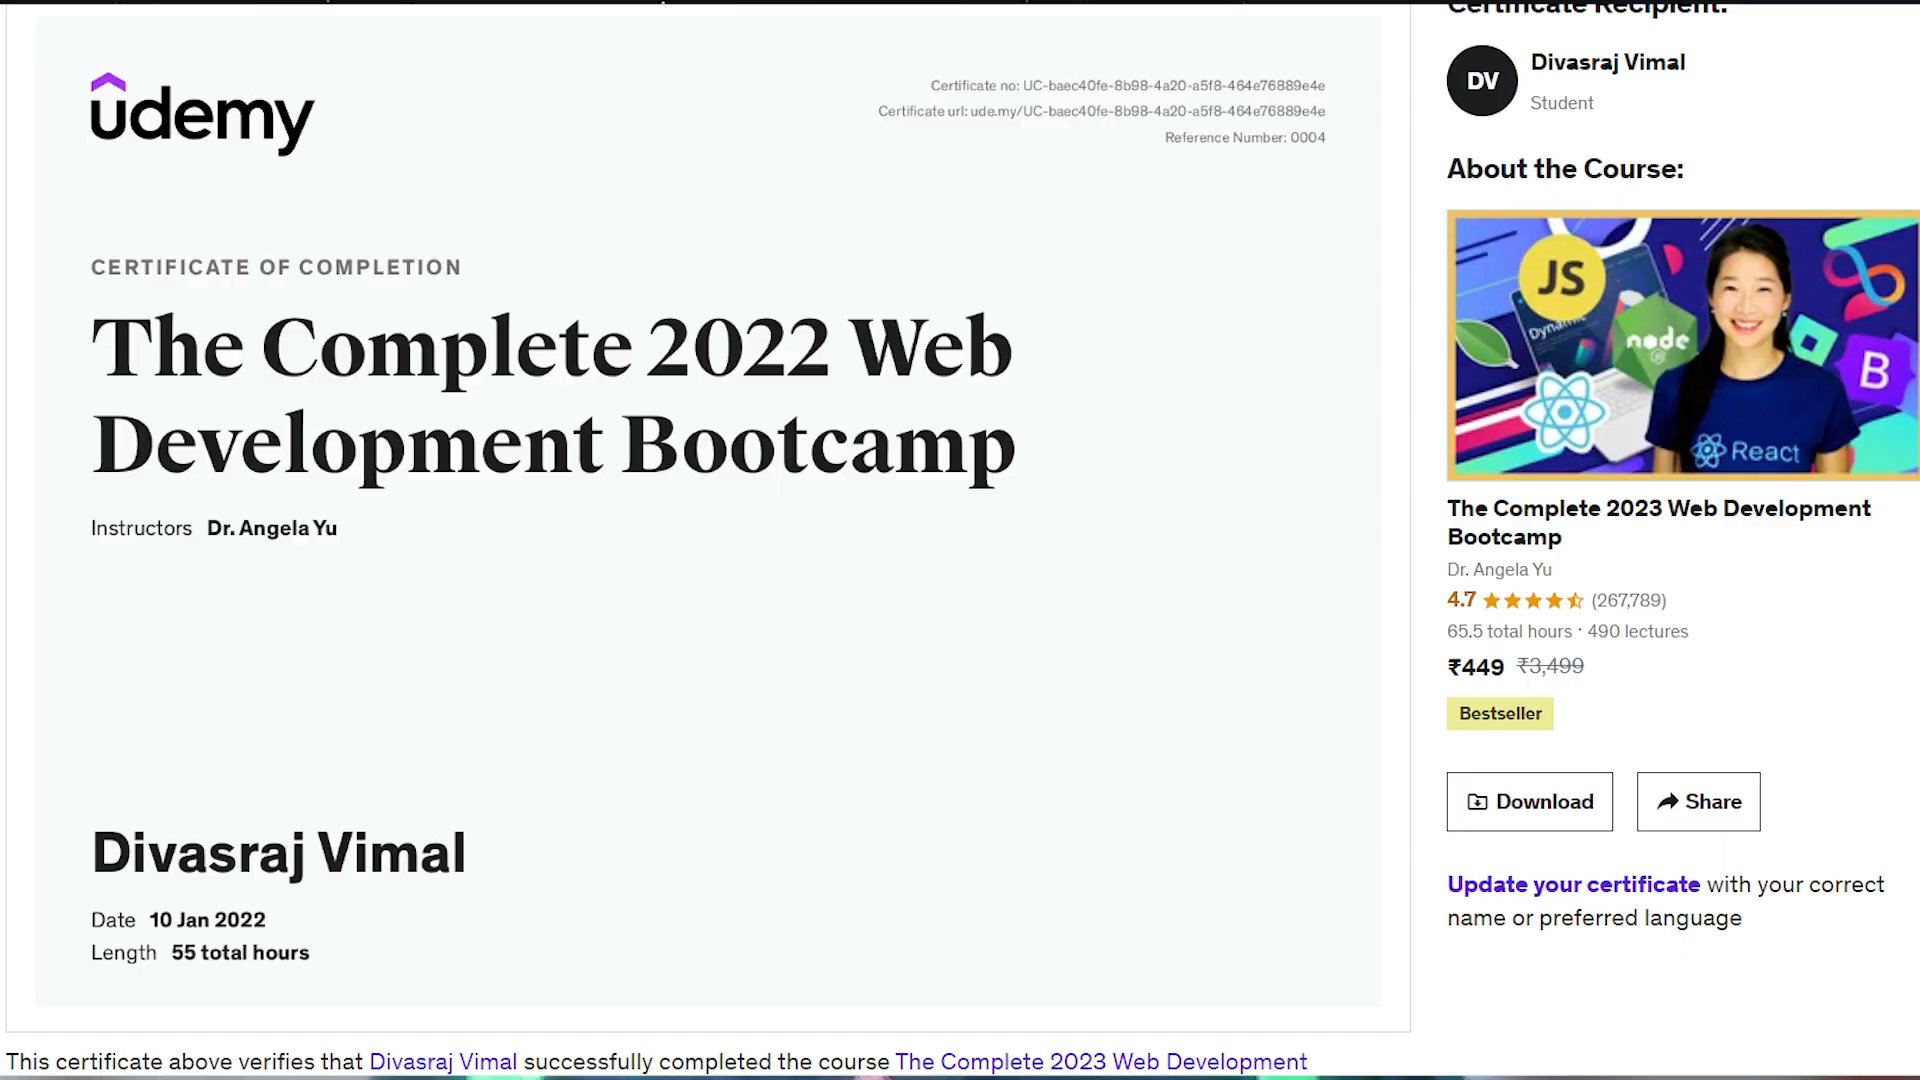 udemy
Certificate no: UC-baec40fe-8b98-4a20-a5f8-464e76889e4e
Certificate url: ude.my/UC-baec40fe-8b98-4a20-a5f8-464e76889e4e
Reference Number: 0004
CERTIFICATE OF COMPLETION
The Complete 2022 Web
Development Bootcamp
Instructors Dr. Angela Yu
Divasraj Vimal
Date 10 Jan 2022
Length 55 total hours
This certificate above verifies that Divasraj Vimal successfully completed the course The Complete 2023 Web Development
Certificate Recipient:
DV
Divasraj Vimal
Student
About the Course:
JS
node
JS
B
React
The Complete 2023 Web Development
Bootcamp
Dr. Angela Yu
4.7 (267,789)
65.5 total hours · 490 lectures
₹449 ₹3,499
Bestseller
Download
Share
Update your certificate with your correct
name or preferred language